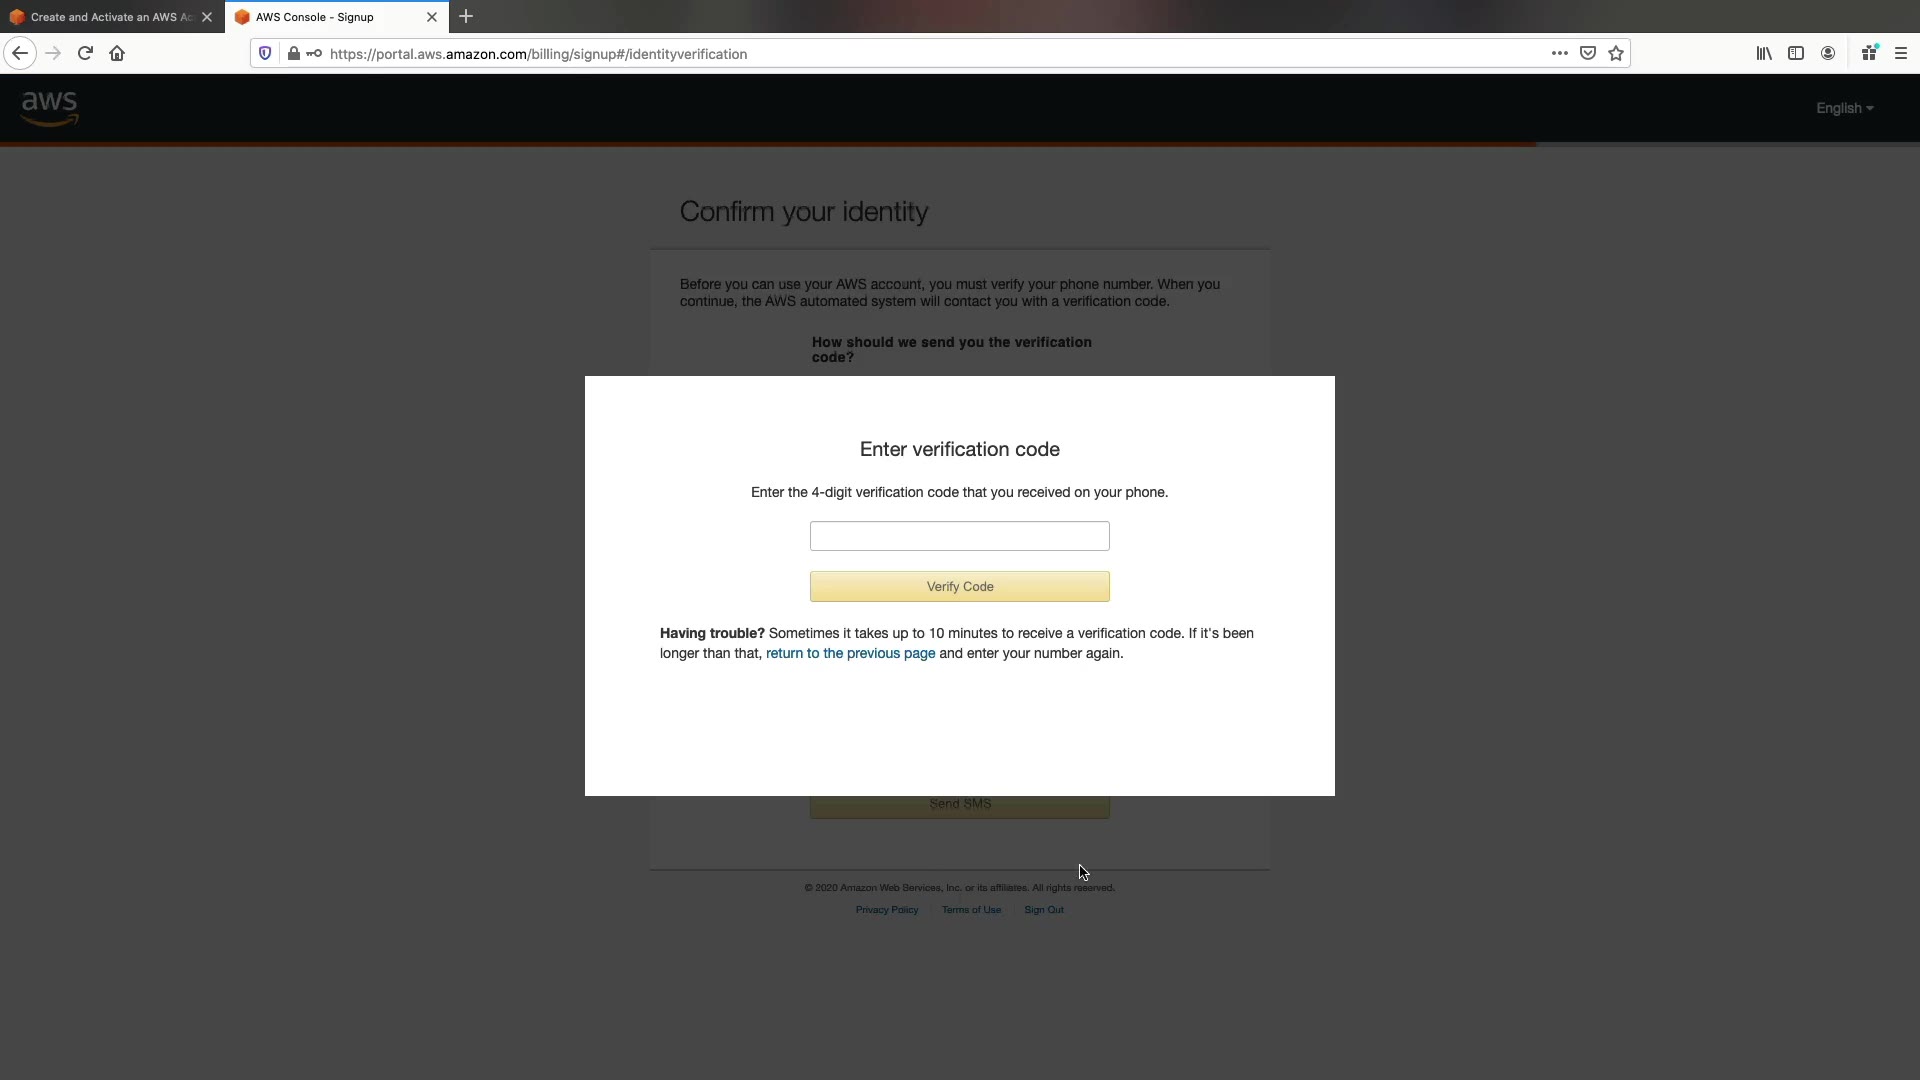 Create and Activate an AWS Ac
AWS Console - Signup
https://portal.aws.amazon.com/billing/signup#/identityverification
aws
English
Confirm your identity
Before you can use your AWS account, you must verify your phone number. When you
continue, the AWS automated system will contact you with a verification code.
How should we send you the verification
code?
Enter verification code
Enter the 4-digit verification code that you received on your phone.
Verify Code
Having trouble? Sometimes it takes up to 10 minutes to receive a verification code. If it's been
longer than that, return to the previous page and enter your number again.
Send SMS
© 2020 Amazon Web Services, Inc. or its affiliates. All rights reserved.
Privacy Policy Terms of Use Sign Out